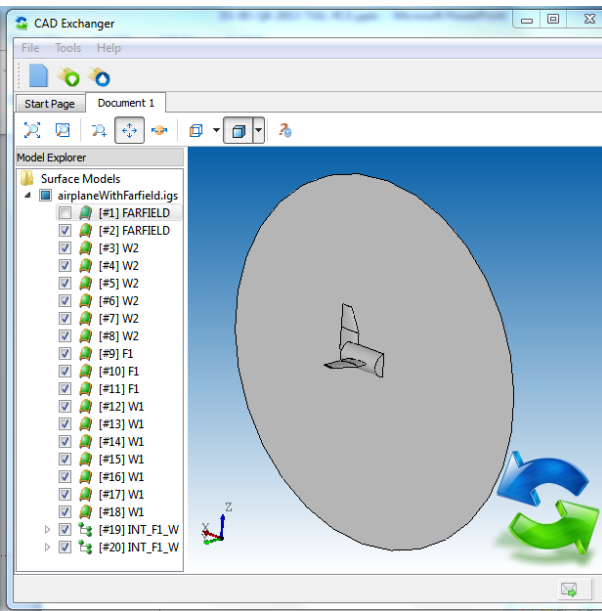 CAD Exchanger
File Tools Help
Start Page Document 1
Model Explorer
Surface Models
airplaneWithFarfield.igs
[#1] FARFIELD
[#2] FARFIELD
[#3] W2
[#4] W2
[#5] W2
[#6] W2
[#7] W2
[#8] W2
[#9] F1
[#10] F1
[#11] F1
[#12] W1
[#13] W1
[#14] W1
[#15] W1
[#16] W1
[#17] W1
[#18] W1
[#19] INT_F1_W
[#20] INT_F1_W
Z
X